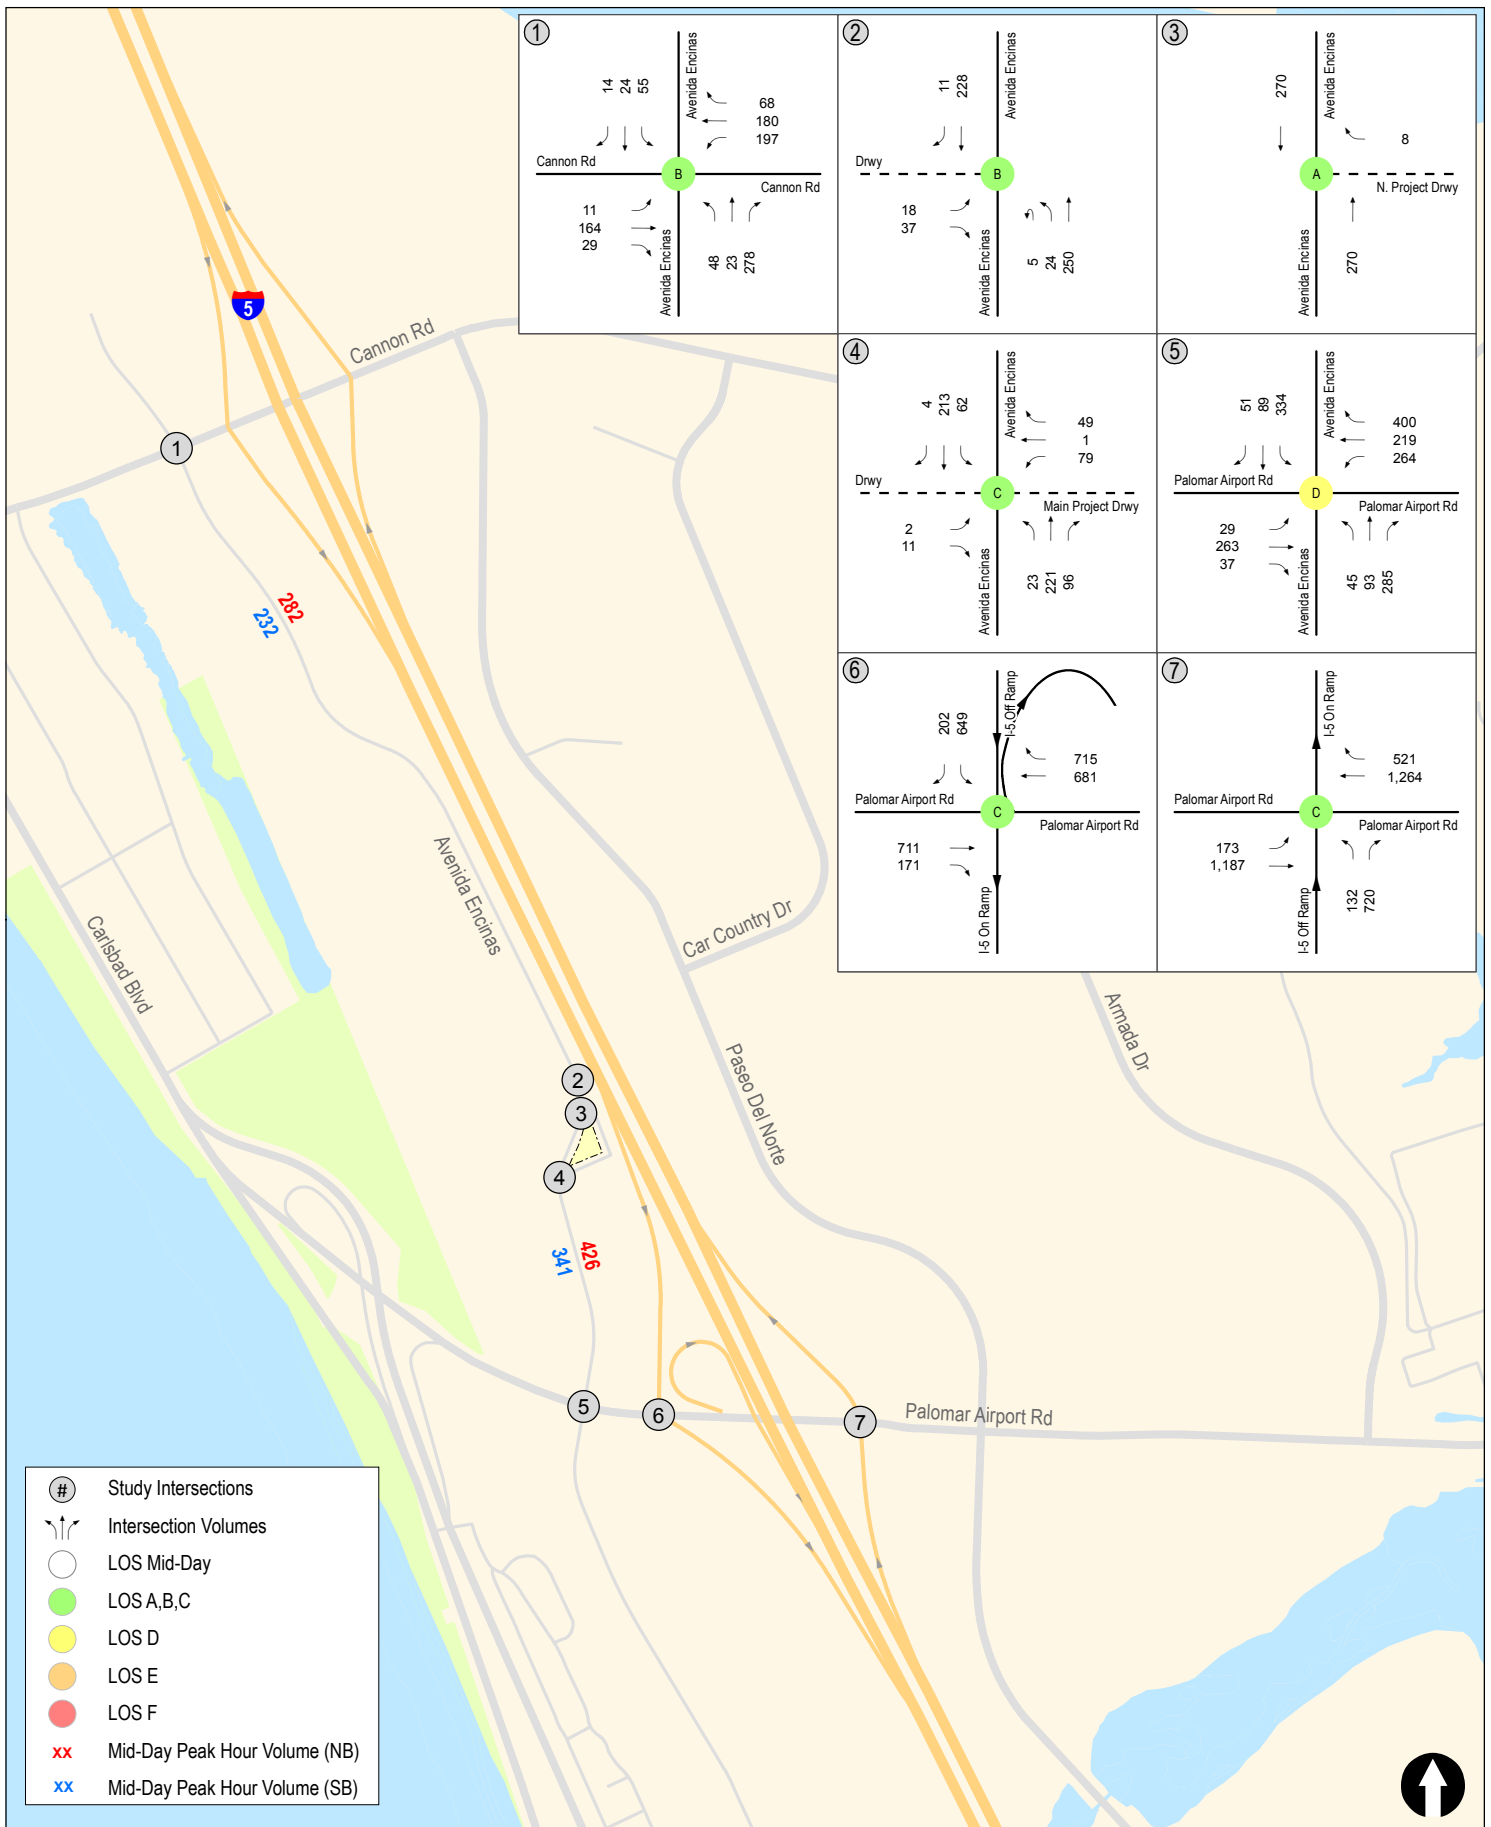 1
14
24
55
Avenida Encinas
68
180
197
Cannon Rd
B
Cannon Rd
11
164
29
Avenida Encinas
48
23
278
2
11
228
Avenida Encinas
Drwy
B
18
37
Avenida Encinas
5
24
250
3
270
Avenida Encinas
8
A
N. Project Drwy
Avenida Encinas
270
4
4
213
62
Avenida Encinas
49
1
79
Drwy
C
Main Project Drwy
2
11
Avenida Encinas
23
221
96
5
51
89
334
Avenida Encinas
400
219
264
Palomar Airport Rd
D
Palomar Airport Rd
29
263
37
Avenida Encinas
45
93
285
6
202
649
I-5 Off Ramp
715
681
Palomar Airport Rd
C
Palomar Airport Rd
711
171
I-5 On Ramp
7
I-5 On Ramp
521
1,264
Palomar Airport Rd
C
Palomar Airport Rd
173
1,187
I-5 Off Ramp
132
720
5
Cannon Rd
1
282
232
Avenida Encinas
Carlsbad Blvd
Car Country Dr
Armada Dr
Paseo Del Norte
2
3
4
426
341
5
6
7
Palomar Airport Rd
# Study Intersections
Intersection Volumes
LOS Mid-Day
LOS A,B,C
LOS D
LOS E
LOS F
xx Mid-Day Peak Hour Volume (NB)
xx Mid-Day Peak Hour Volume (SB)